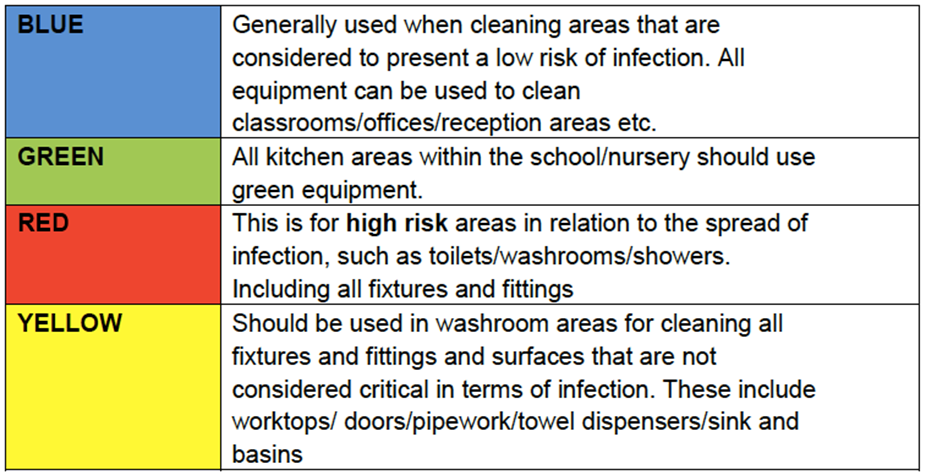 BLUE
Generally used when cleaning areas that are
considered to present a low risk of infection. All
equipment can be used to clean
classrooms/offices/reception areas etc.
GREEN
All kitchen areas within the school/nursery should use
green equipment.
RED
This is for high risk areas in relation to the spread of
infection, such as toilets/washrooms/showers.
Including all fixtures and fittings
YELLOW
Should be used in washroom areas for cleaning all
fixtures and fittings and surfaces that are not
considered critical in terms of infection. These include
worktops/ doors/pipework/towel dispensers/sink and
basins